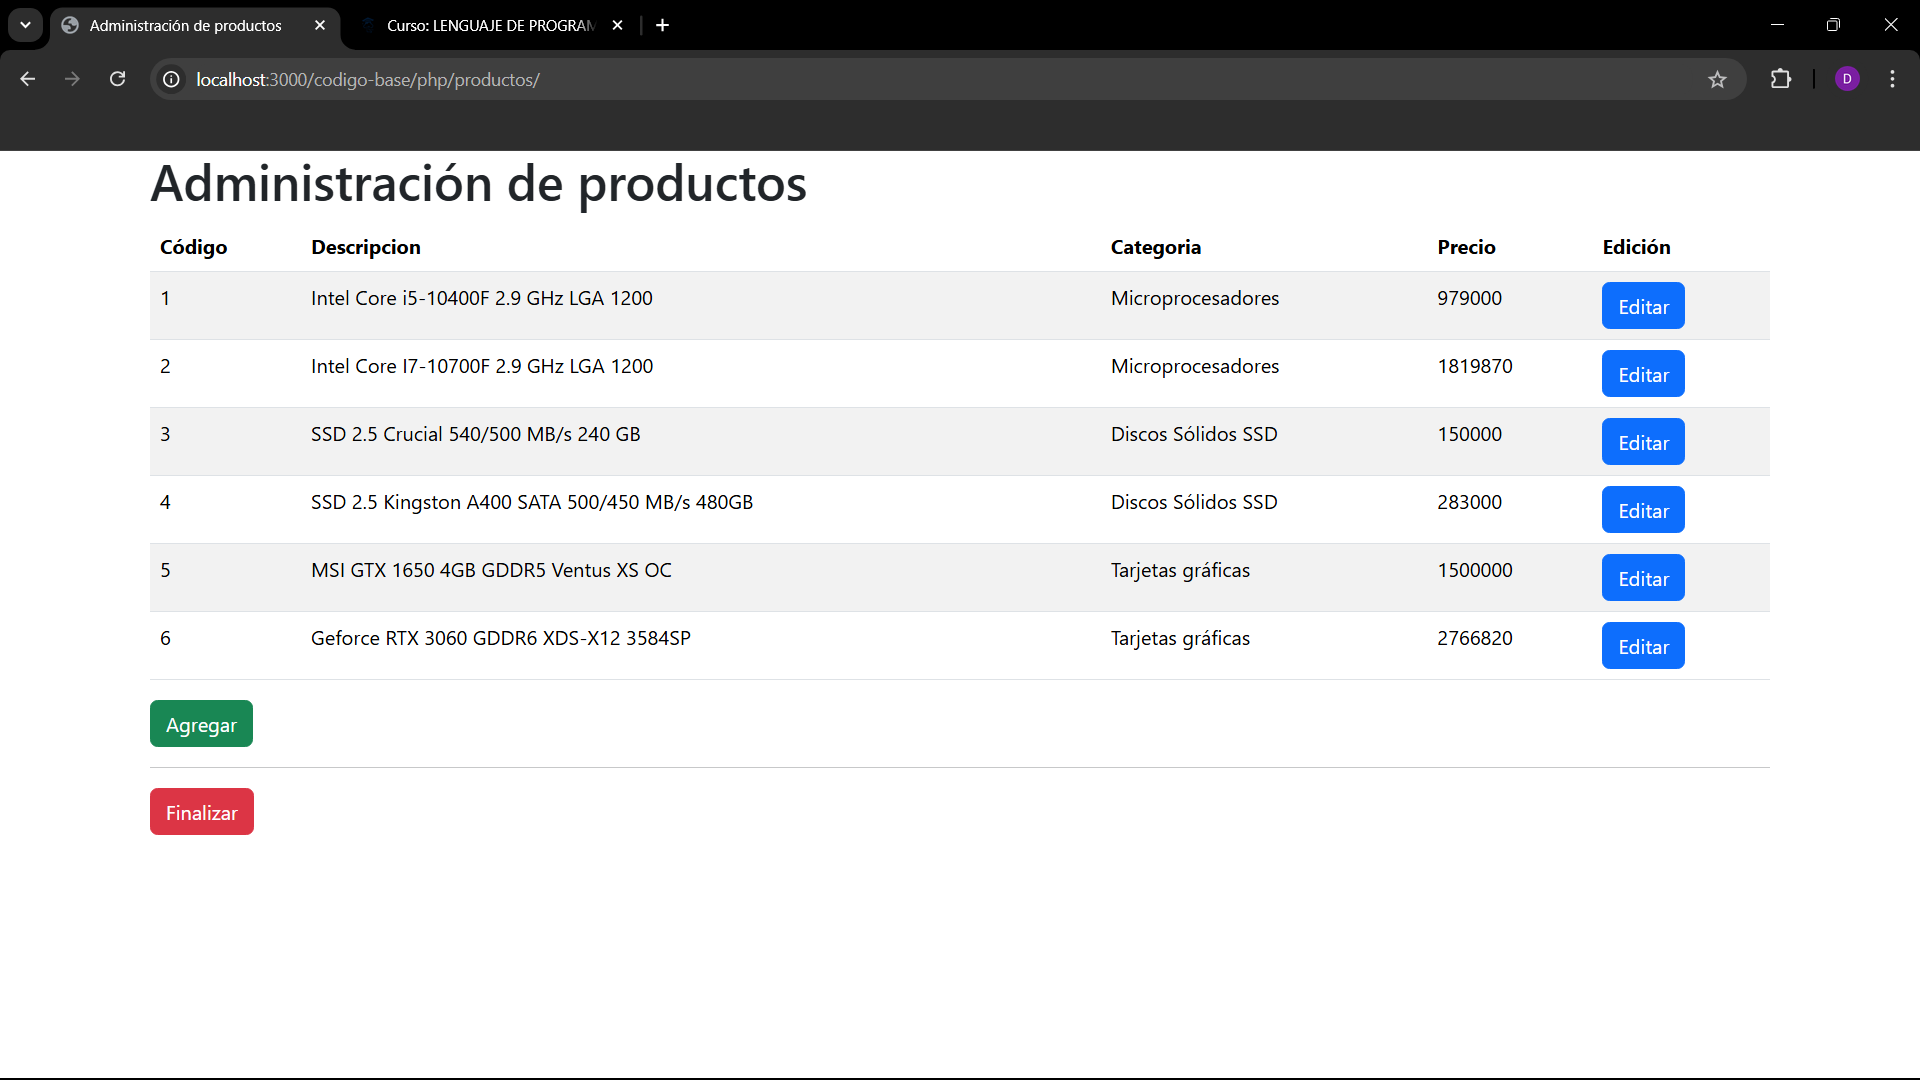 Administración de productos
Curso: LENGUAJE DE PROGRAM
localhost:3000/codigo-base/php/productos/
D
Administración de productos
Código Descripcion Categoria Precio Edición
1 Intel Core i5-10400F 2.9 GHz LGA 1200 Microprocesadores 979000 Editar
2 Intel Core I7-10700F 2.9 GHz LGA 1200 Microprocesadores 1819870 Editar
3 SSD 2.5 Crucial 540/500 MB/s 240 GB Discos Sólidos SSD 150000 Editar
4 SSD 2.5 Kingston A400 SATA 500/450 MB/s 480GB Discos Sólidos SSD 283000 Editar
5 MSI GTX 1650 4GB GDDR5 Ventus XS OC Tarjetas gráficas 1500000 Editar
6 Geforce RTX 3060 GDDR6 XDS-X12 3584SP Tarjetas gráficas 2766820 Editar
Agregar
Finalizar